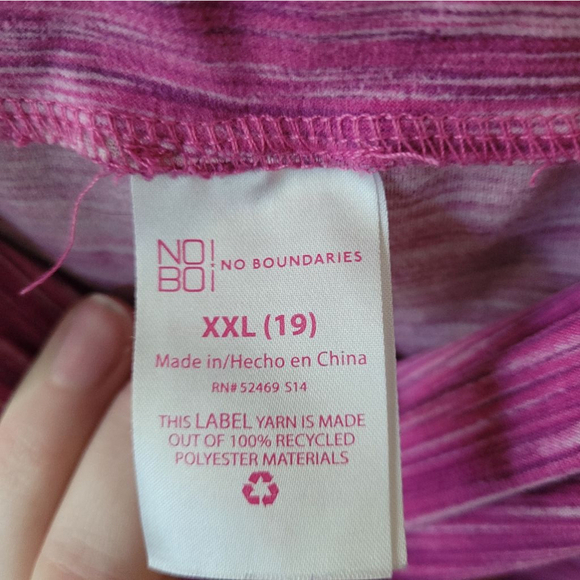 NO!
BO! NO BOUNDARIES
XXL (19)
Made in/Hecho en China
RN# 52469 S14
THIS LABEL YARN IS MADE
OUT OF 100% RECYCLED
POLYESTER MATERIALS